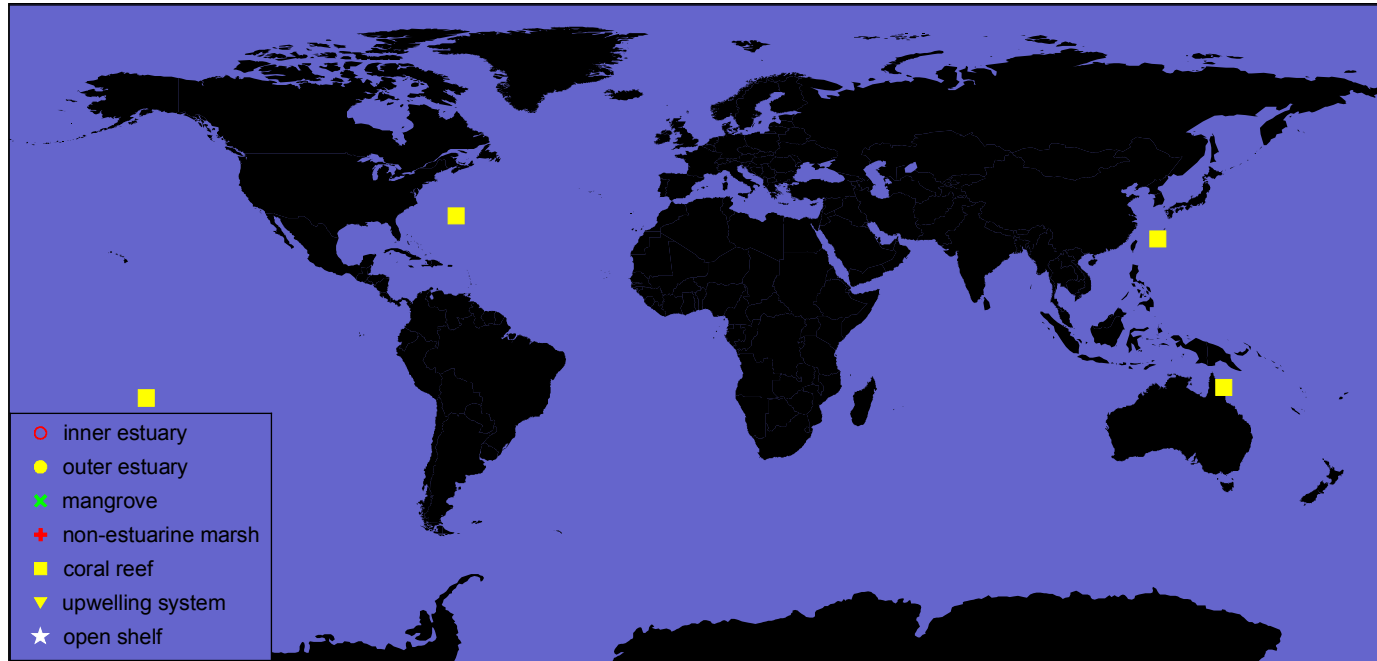 inner estuary
outer estuary
mangrove
non-estuarine marsh
coral reef
upwelling system
open shelf